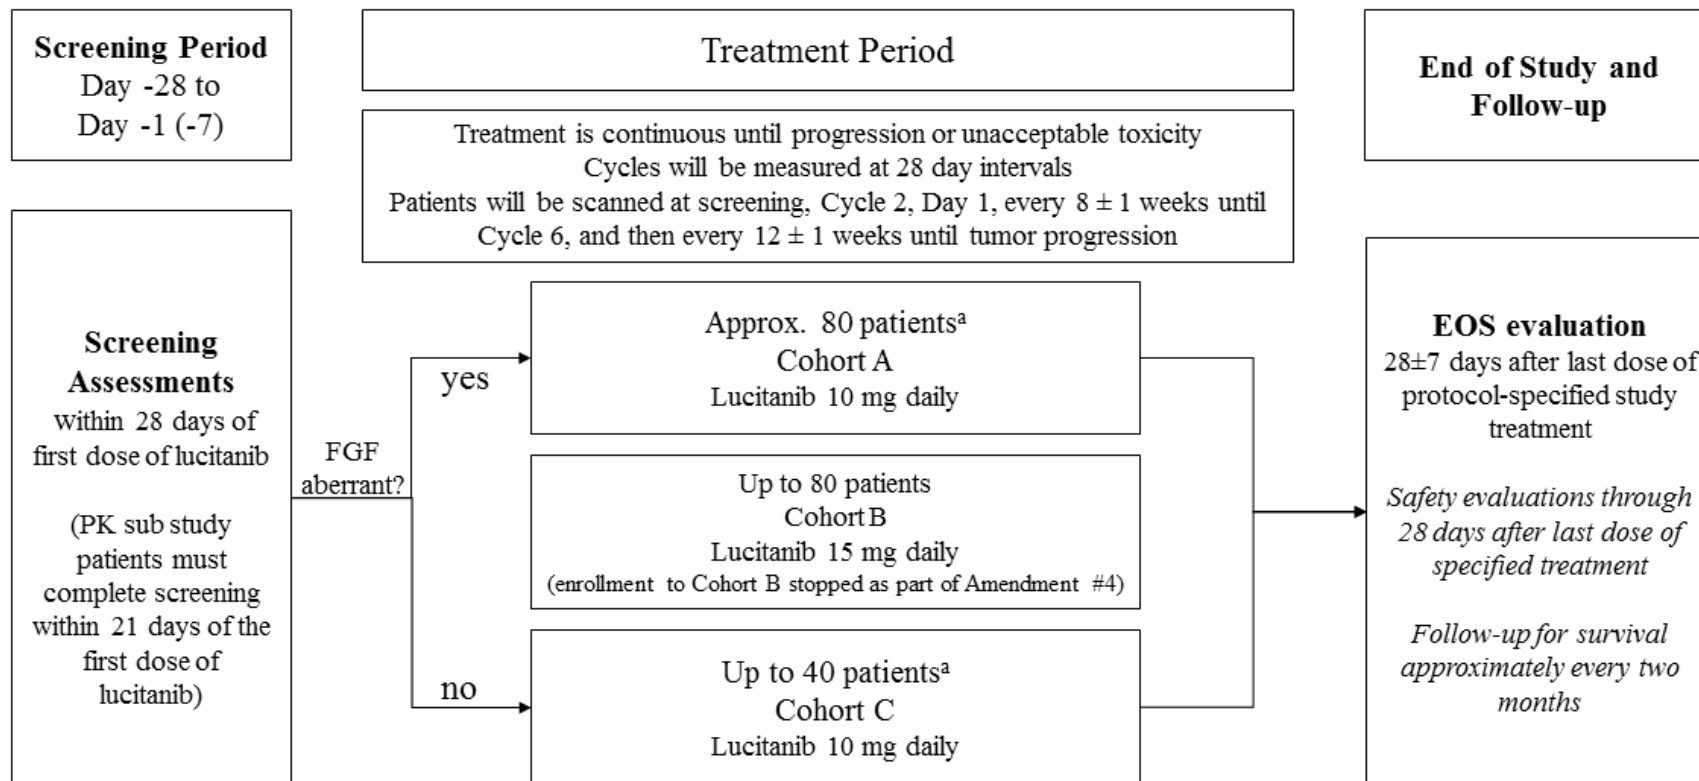 Screening Period
Day -28 to
Day -1 (-7)
Treatment Period
End of Study and
Follow-up
Treatment is continuous until progression or unacceptable toxicity
Cycles will be measured at 28 day intervals
Patients will be scanned at screening, Cycle 2, Day 1, every 8 ± 1 weeks until
Cycle 6, and then every 12 ± 1 weeks until tumor progression
Screening
Assessments
within 28 days of
first dose of lucitanib
(PK sub study
patients must
complete screening
within 21 days of the
first dose of
lucitanib)
FGF
aberrant?
yes
no
Approx. 80 patientsᵃ
Cohort A
Lucitanib 10 mg daily
Up to 80 patients
Cohort B
Lucitanib 15 mg daily
(enrollment to Cohort B stopped as part of Amendment #4)
Up to 40 patientsᵃ
Cohort C
Lucitanib 10 mg daily
EOS evaluation
28±7 days after last dose of
protocol-specified study
treatment
Safety evaluations through
28 days after last dose of
specified treatment
Follow-up for survival
approximately every two
months